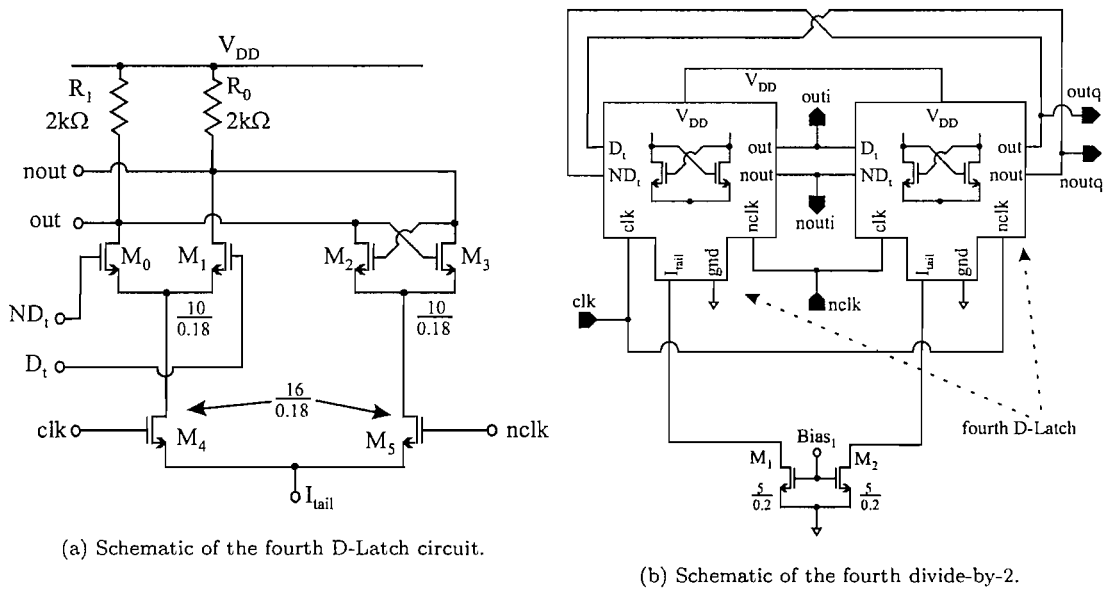 V_DD
R_1
2kΩ
R_0
2kΩ
nout
out
M_0
M_1
M_2
M_3
ND_t
10/0.18
10/0.18
D_t
16/0.18
clk
M_4
M_5
nclk
I_tail
(a) Schematic of the fourth D-Latch circuit.
V_DD
outi
outq
V_DD
V_DD
D_t
out
D_t
out
ND_t
nout
ND_t
nout
noutq
clk
nclk
nouti
clk
nclk
I_tail
gnd
I_tail
gnd
clk
nclk
fourth D-Latch
Bias_1
M_1
M_2
5/0.2
5/0.2
(b) Schematic of the fourth divide-by-2.